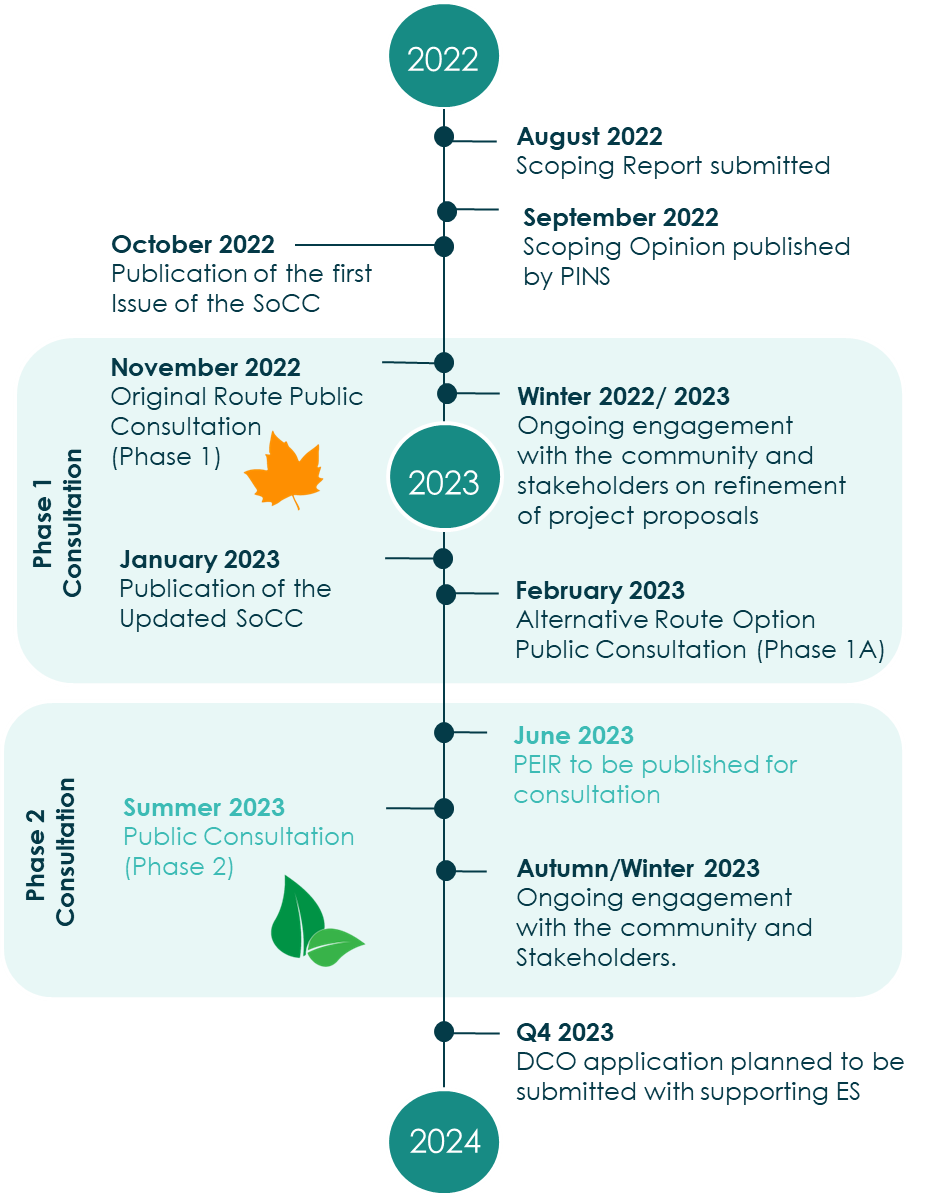 2022
August 2022
Scoping Report submitted
September 2022
Scoping Opinion published
by PINS
October 2022
Publication of the first
Issue of the SoCC
Phase 1
Consultation
November 2022
Original Route Public
Consultation
(Phase 1)
Winter 2022/ 2023
Ongoing engagement
with the community and
stakeholders on refinement
of project proposals
2023
January 2023
Publication of the
Updated SoCC
February 2023
Alternative Route Option
Public Consultation (Phase 1A)
Phase 2
Consultation
June 2023
PEIR to be published for
consultation
Summer 2023
Public Consultation
(Phase 2)
Autumn/Winter 2023
Ongoing engagement
with the community and
Stakeholders.
Q4 2023
DCO application planned to be
submitted with supporting ES
2024